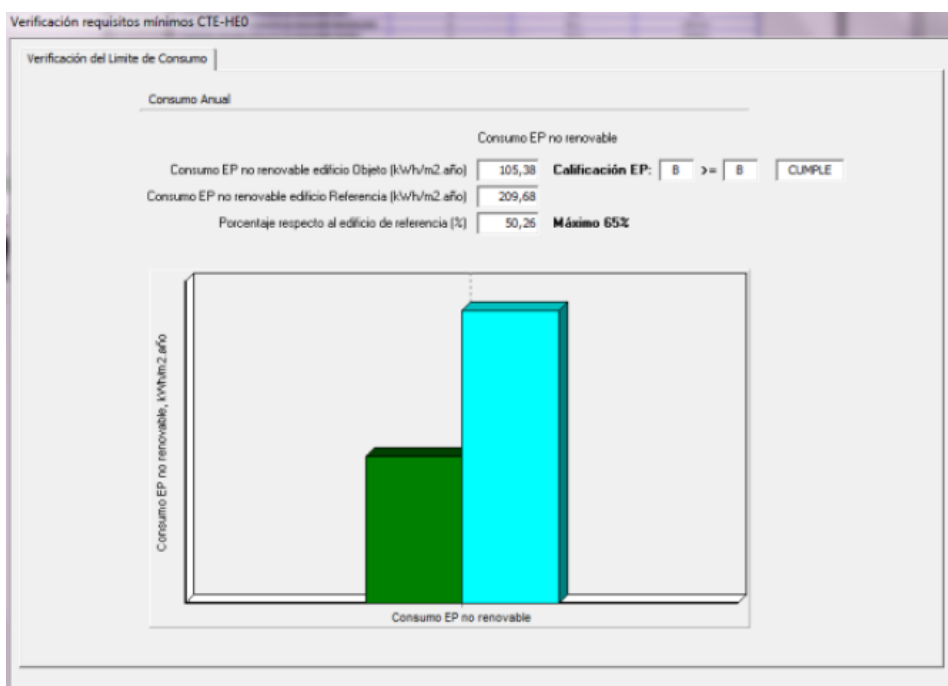 Verificación requisitos mínimos CTE-HE0
Verificación del Limite de Consumo
Consumo Anual
Consumo EP no renovable
Consumo EP no renovable edificio Objeto (kWh/m2.año) 105,38 Calificación EP: B >= B CUMPLE
Consumo EP no renovable edificio Referencia (kWh/m2.año) 209,68
Porcentaje respecto al edificio de referencia (%) 50,26 Máximo 65%
Consumo EP no renovable, kWh/m2.año
Consumo EP no renovable